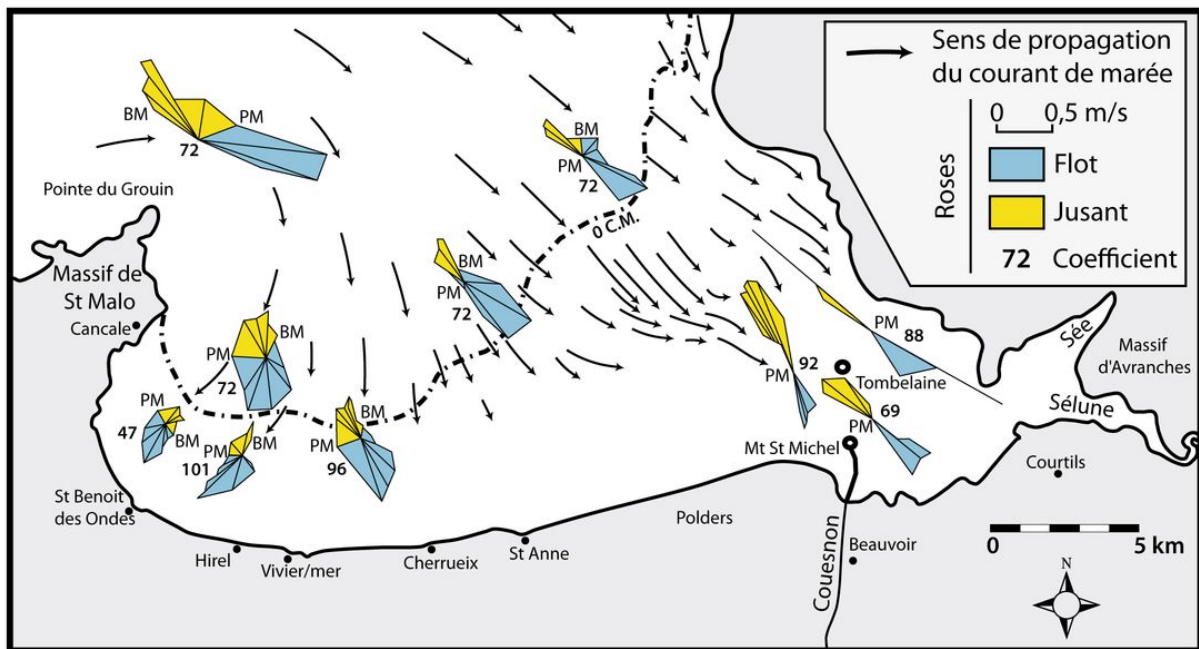 Sens de propagation
du courant de marée
0 0,5 m/s
Roses
Flot
Jusant
72 Coefficient
BM
PM
72
Pointe du Grouin
BM
PM
72
0 C.M.
Massif de
St Malo
Cancale
BM
PM
72
BM
PM
72
PM
88
92
PM
Tombelaine
69
PM
Mt St Michel
Sée
Massif
d'Avranches
Sélune
Courtils
PM
47
BM
PM
BM
101
BM
PM
96
St Benoit
des Ondes
Hirel
Vivier/mer
Cherrueix
St Anne
Polders
Couesnon
Beauvoir
0 5 km
N